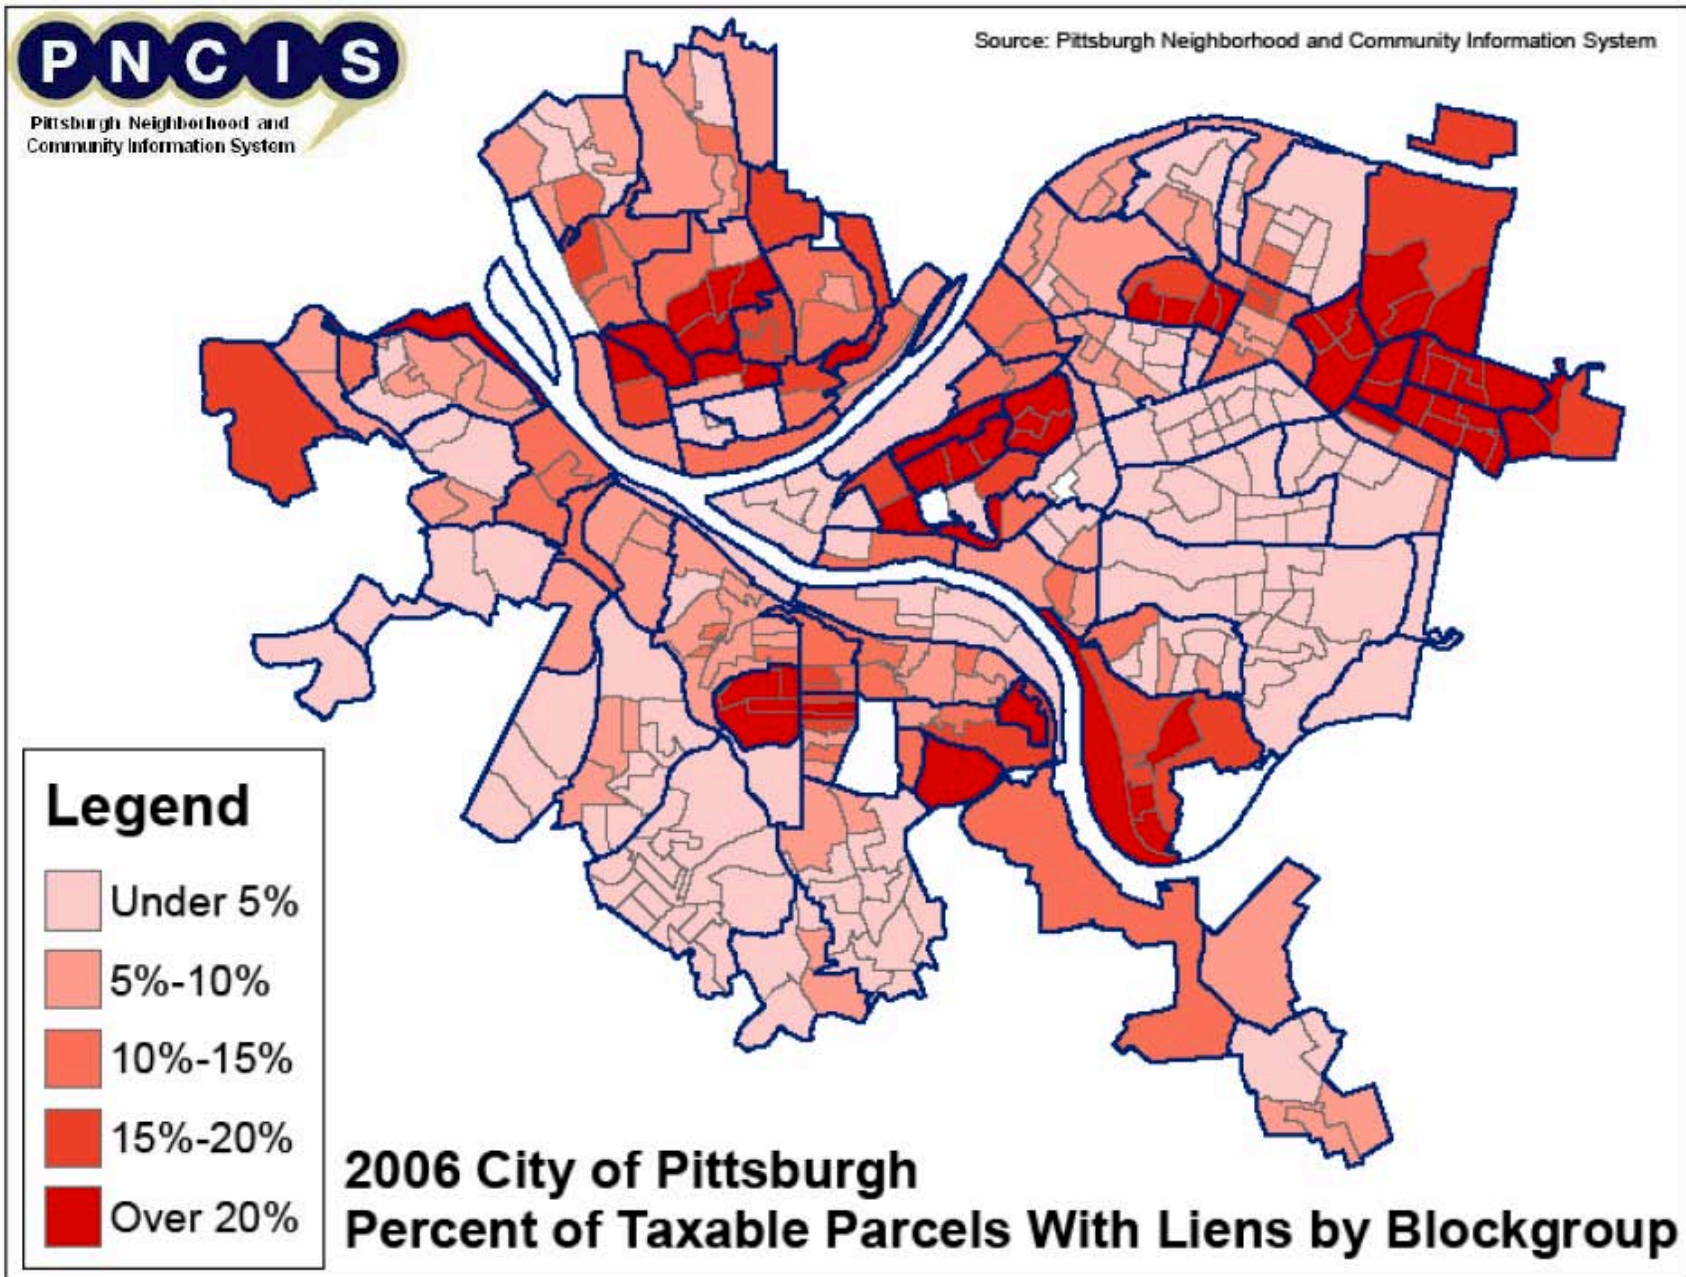 PNCIS
Pittsburgh Neighborhood and
Community Information System
Source: Pittsburgh Neighborhood and Community Information System
Legend
Under 5%
5%-10%
10%-15%
15%-20%
Over 20%
2006 City of Pittsburgh
Percent of Taxable Parcels With Liens by Blockgroup